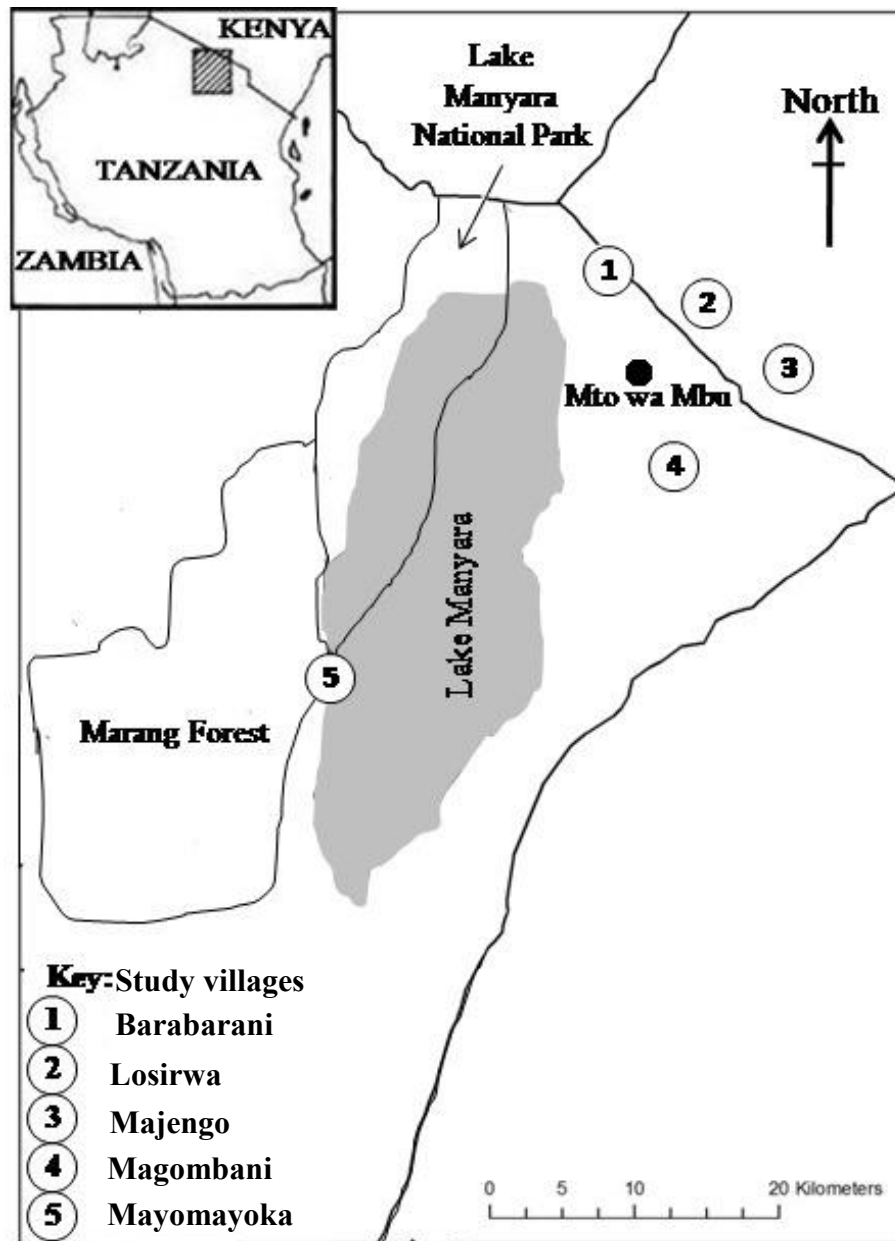 KENYA
TANZANIA
ZAMBIA
Lake
Manyara
National Park
North
1
2
3
Mto wa Mbu
4
Lake Manyara
5
Marang Forest
Key: Study villages
1 Barabarani
2 Losirwa
3 Majengo
4 Magombani
5 Mayomayoka
0 5 10 20 Kilometers